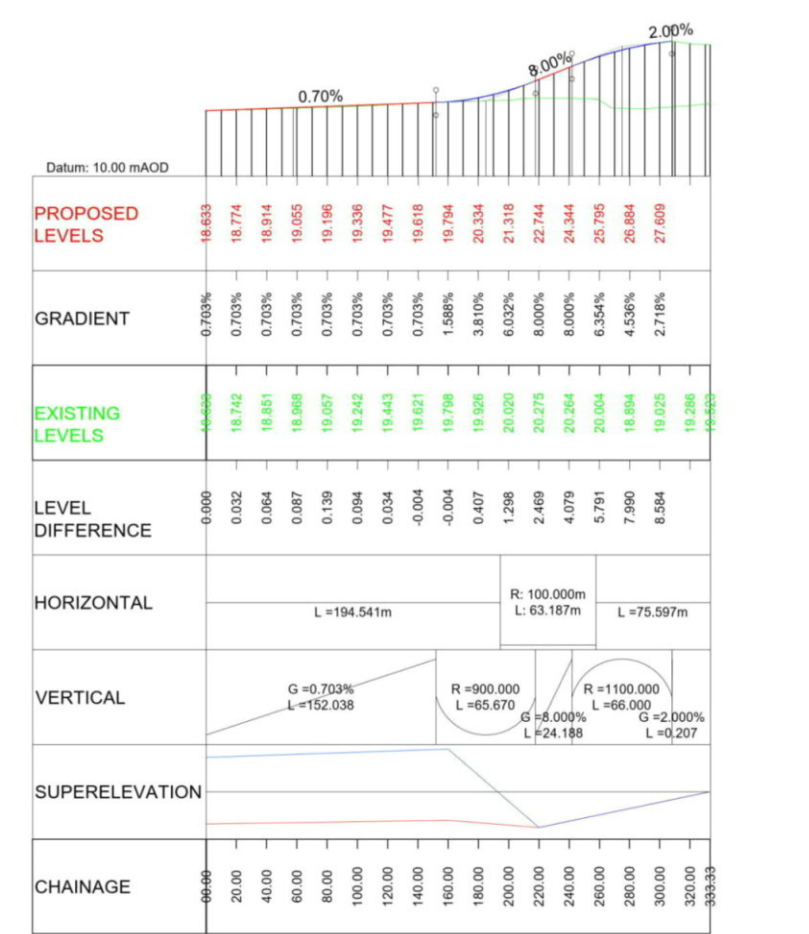 2.00%
8.00%
0.70%
Datum: 10.00 mAOD
PROPOSED
LEVELS
18.633 18.774 18.914 19.055 19.196 19.336 19.477 19.618 19.794 20.334 21.318 22.744 24.344 25.795 26.884 27.609
GRADIENT
0.703% 0.703% 0.703% 0.703% 0.703% 0.703% 0.703% 0.703% 1.588% 3.810% 6.032% 8.000% 8.000% 6.354% 4.536% 2.718%
EXISTING
LEVELS
18.742 18.851 18.968 19.057 19.242 19.443 19.621 19.798 19.926 20.020 20.275 20.264 20.004 18.894 19.025 19.286
LEVEL
DIFFERENCE
0.000 0.032 0.064 0.087 0.139 0.094 0.034 -0.004 -0.004 0.407 1.298 2.469 4.079 5.791 7.990 8.584
HORIZONTAL
L =194.541m
R: 100.000m
L: 63.187m
L =75.597m
VERTICAL
G =0.703%
L =152.038
R =900.000
L =65.670
G =8.000%
L =24.188
R =1100.000
L =66.000
G =2.000%
L =0.207
SUPERELEVATION
CHAINAGE
00.00 20.00 40.00 60.00 80.00 100.00 120.00 140.00 160.00 180.00 200.00 220.00 240.00 260.00 280.00 300.00 320.00 333.33